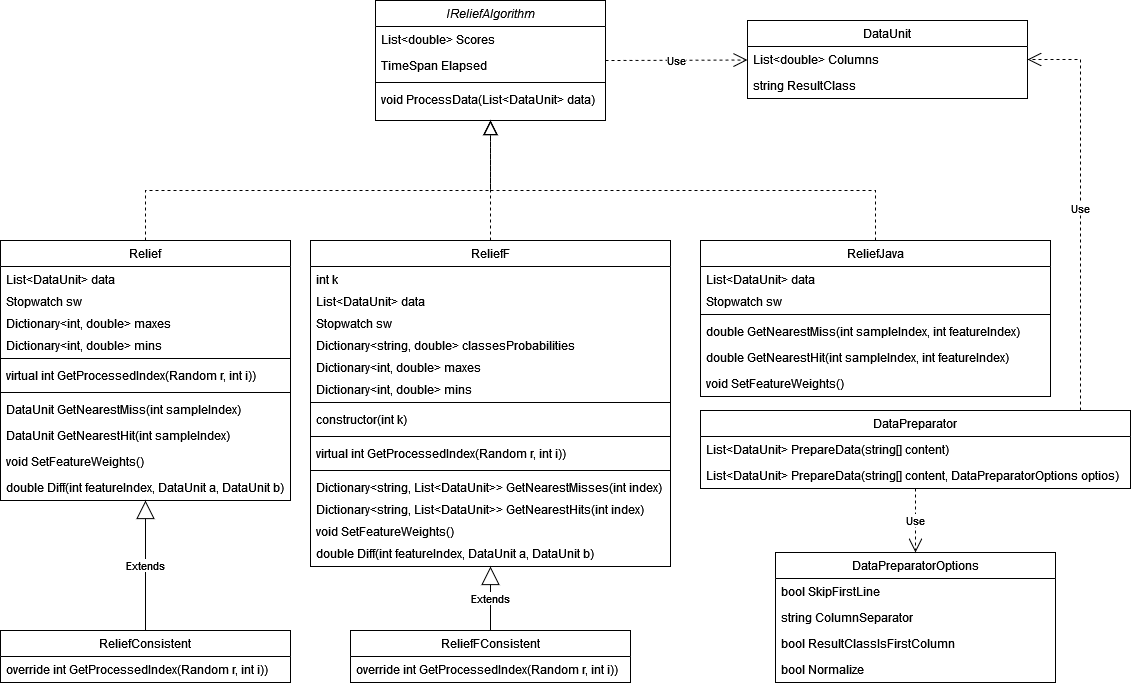 IReliefAlgorithm
List<double> Scores
TimeSpan Elapsed
void ProcessData(List<DataUnit> data)
Use
DataUnit
List<double> Columns
string ResultClass
Use
Relief
List<DataUnit> data
Stopwatch sw
Dictionary<int, double> maxes
Dictionary<int, double> mins
virtual int GetProcessedIndex(Random r, int i))
DataUnit GetNearestMiss(int sampleIndex)
DataUnit GetNearestHit(int sampleIndex)
void SetFeatureWeights()
double Diff(int featureIndex, DataUnit a, DataUnit b)
Extends
ReliefConsistent
override int GetProcessedIndex(Random r, int i))
ReliefF
int k
List<DataUnit> data
Stopwatch sw
Dictionary<string, double> classesProbabilities
Dictionary<int, double> maxes
Dictionary<int, double> mins
constructor(int k)
virtual int GetProcessedIndex(Random r, int i))
Dictionary<string, List<DataUnit>> GetNearestMisses(int index)
Dictionary<string, List<DataUnit>> GetNearestHits(int index)
void SetFeatureWeights()
double Diff(int featureIndex, DataUnit a, DataUnit b)
Extends
ReliefFConsistent
override int GetProcessedIndex(Random r, int i))
ReliefJava
List<DataUnit> data
Stopwatch sw
double GetNearestMiss(int sampleIndex, int featureIndex)
double GetNearestHit(int sampleIndex, int featureIndex)
void SetFeatureWeights()
DataPreparator
List<DataUnit> PrepareData(string[] content)
List<DataUnit> PrepareData(string[] content, DataPreparatorOptions optios)
Use
DataPreparatorOptions
bool SkipFirstLine
string ColumnSeparator
bool ResultClassIsFirstColumn
bool Normalize